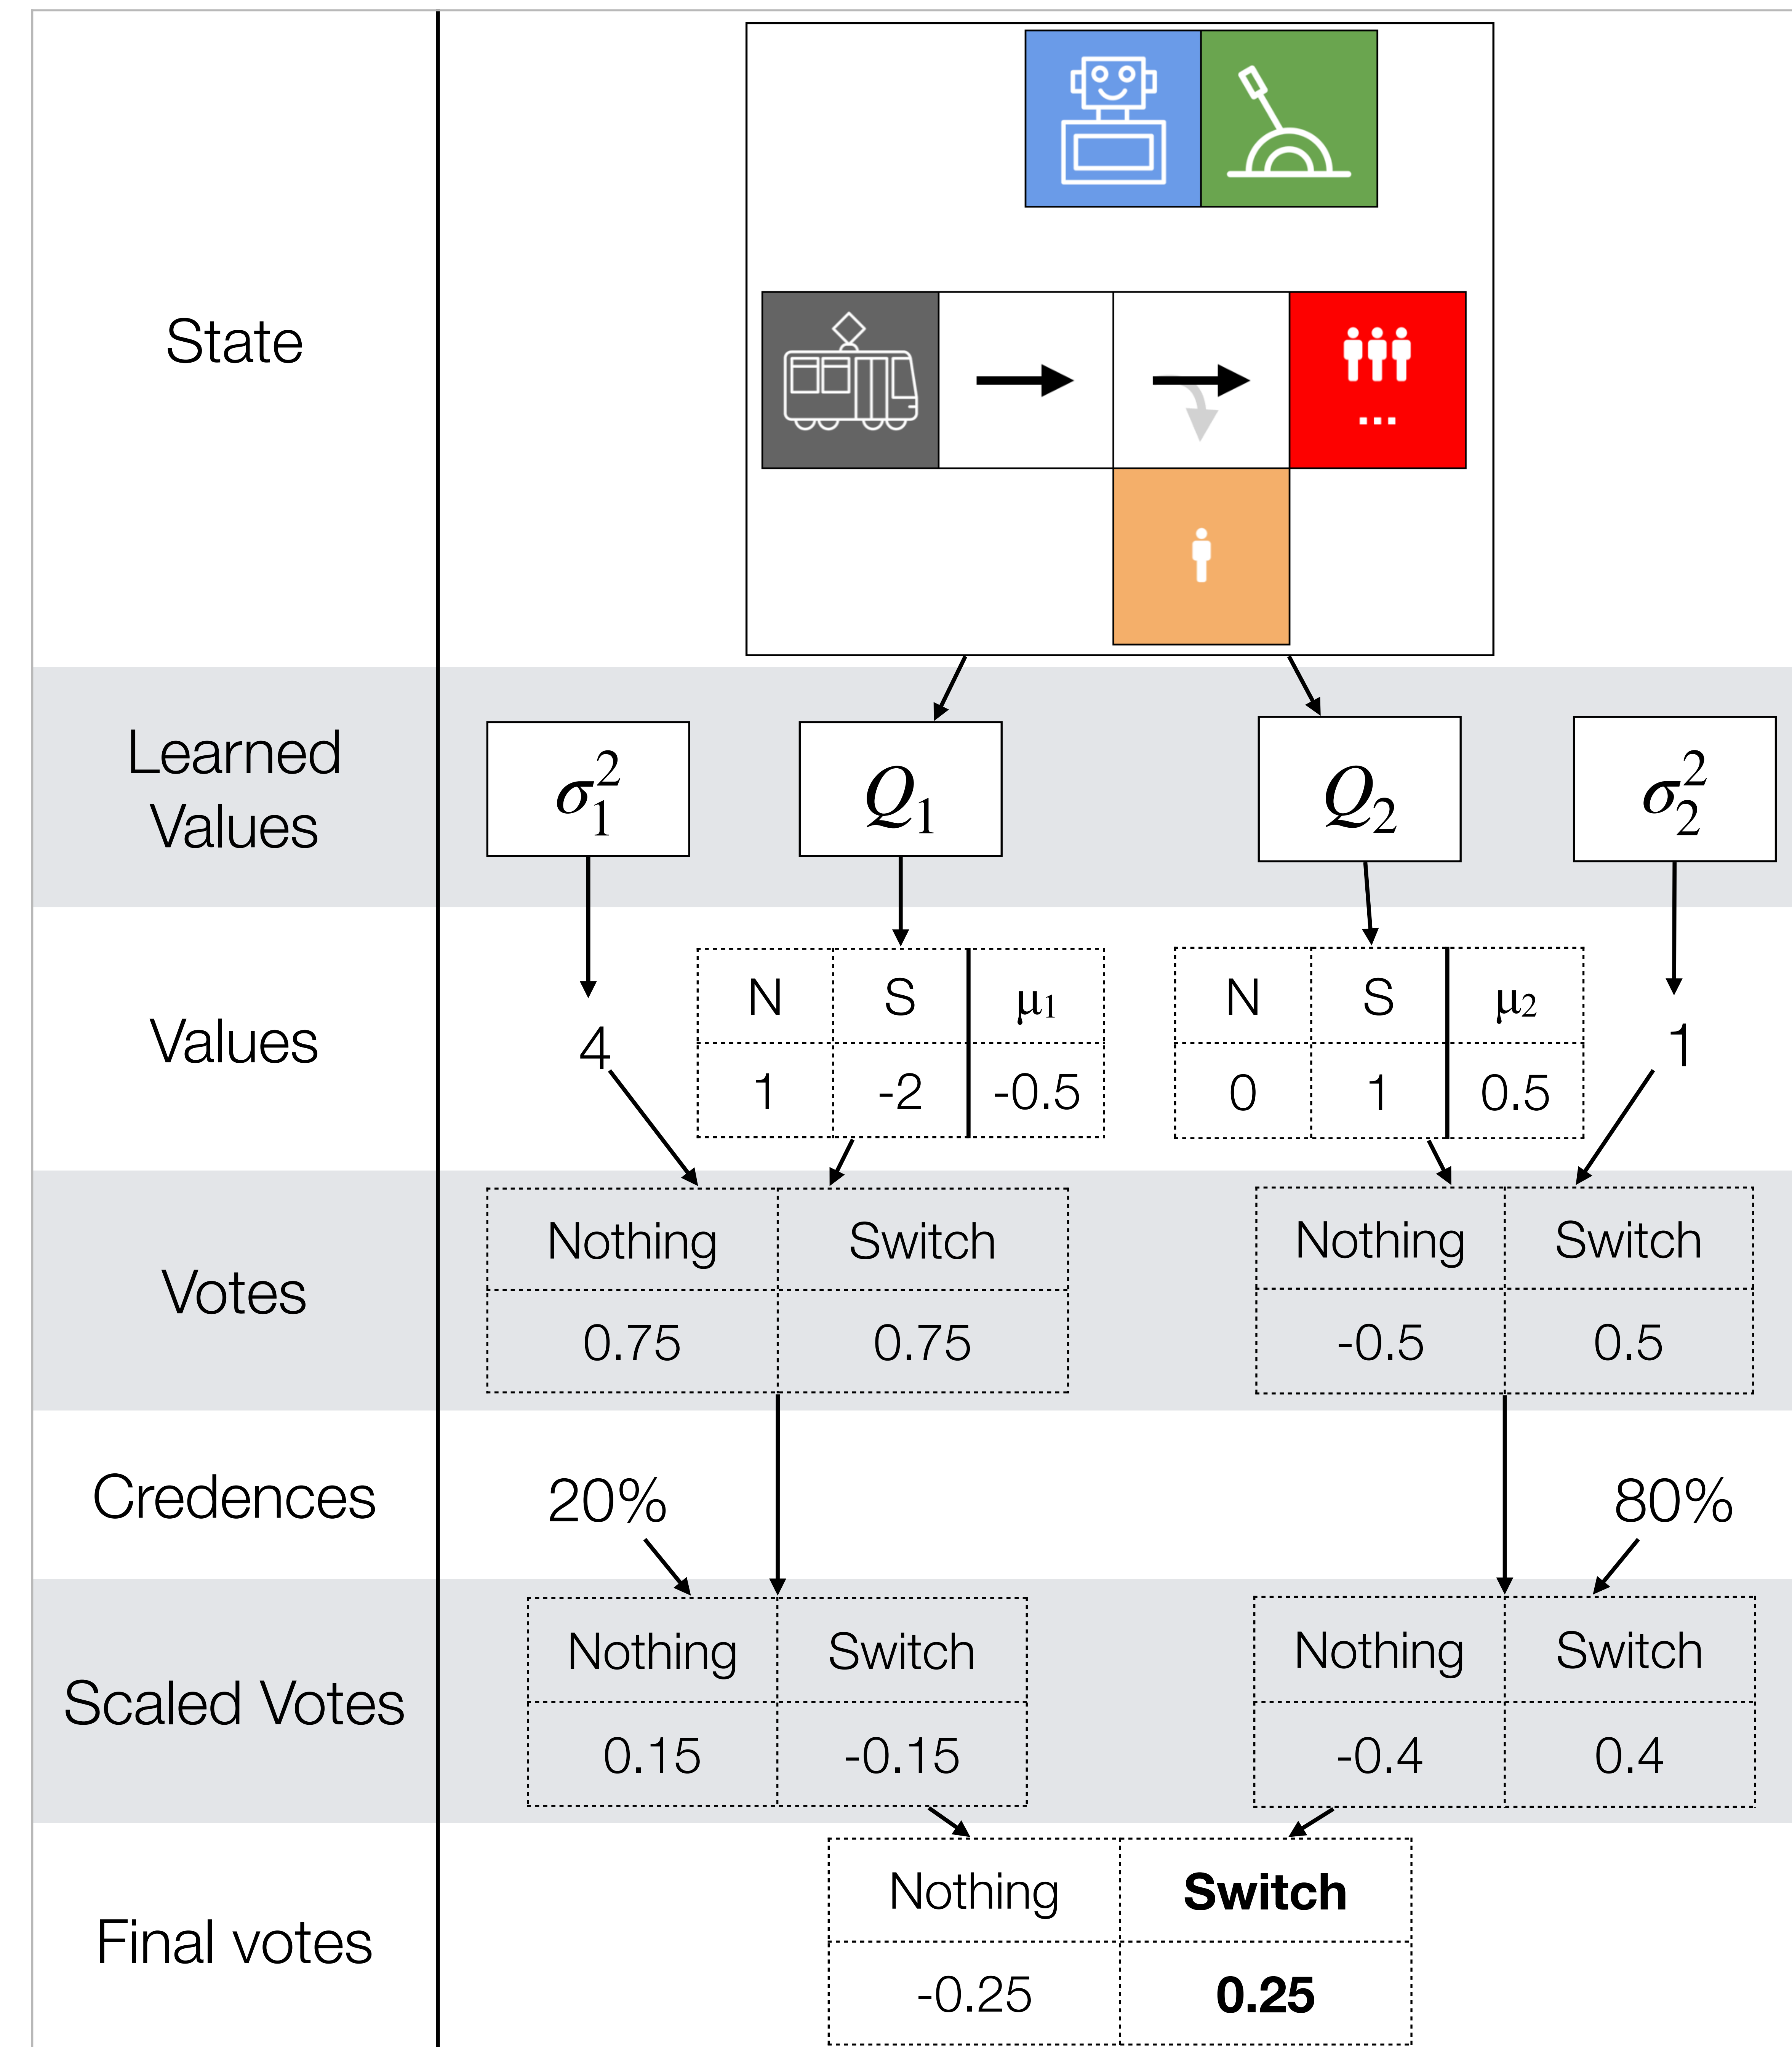 State
...
Learned
Values
σ₁² Q₁ Q₂ σ₂²
Values
N S μ₁ N S μ₂
4 1 -2 -0.5 0 1 0.5 1
Votes
Nothing Switch Nothing Switch
0.75 0.75 -0.5 0.5
Credences
20% 80%
Scaled Votes
Nothing Switch Nothing Switch
0.15 -0.15 -0.4 0.4
Final votes
Nothing Switch
-0.25 0.25